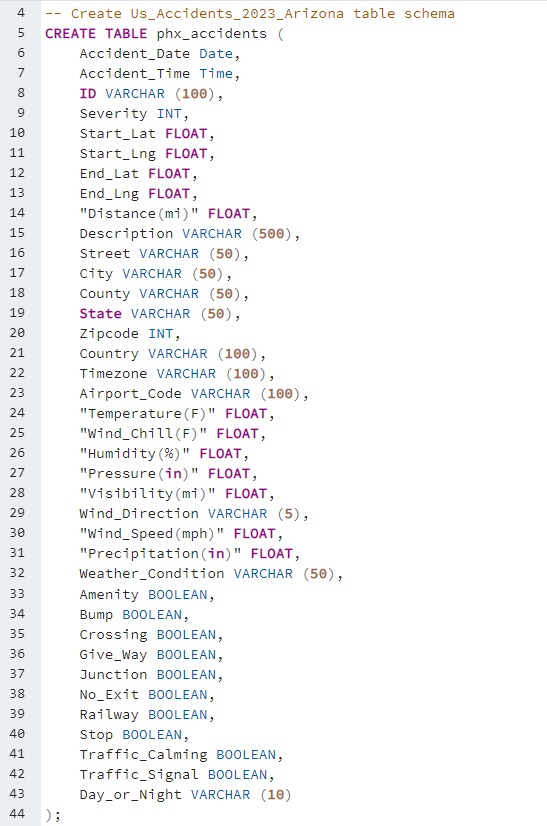 4 -- Create Us_Accidents_2023_Arizona table schema
5 CREATE TABLE phx_accidents (
6 Accident_Date Date,
7 Accident_Time Time,
8 ID VARCHAR (100),
9 Severity INT,
10 Start_Lat FLOAT,
11 Start_Lng FLOAT,
12 End_Lat FLOAT,
13 End_Lng FLOAT,
14 "Distance(mi)" FLOAT,
15 Description VARCHAR (500),
16 Street VARCHAR (50),
17 City VARCHAR (50),
18 County VARCHAR (50),
19 State VARCHAR (50),
20 Zipcode INT,
21 Country VARCHAR (100),
22 Timezone VARCHAR (100),
23 Airport_Code VARCHAR (100),
24 "Temperature(F)" FLOAT,
25 "Wind_Chill(F)" FLOAT,
26 "Humidity(%)" FLOAT,
27 "Pressure(in)" FLOAT,
28 "Visibility(mi)" FLOAT,
29 Wind_Direction VARCHAR (5),
30 "Wind_Speed(mph)" FLOAT,
31 "Precipitation(in)" FLOAT,
32 Weather_Condition VARCHAR (50),
33 Amenity BOOLEAN,
34 Bump BOOLEAN,
35 Crossing BOOLEAN,
36 Give_Way BOOLEAN,
37 Junction BOOLEAN,
38 No_Exit BOOLEAN,
39 Railway BOOLEAN,
40 Stop BOOLEAN,
41 Traffic_Calming BOOLEAN,
42 Traffic_Signal BOOLEAN,
43 Day_or_Night VARCHAR (10)
44 );